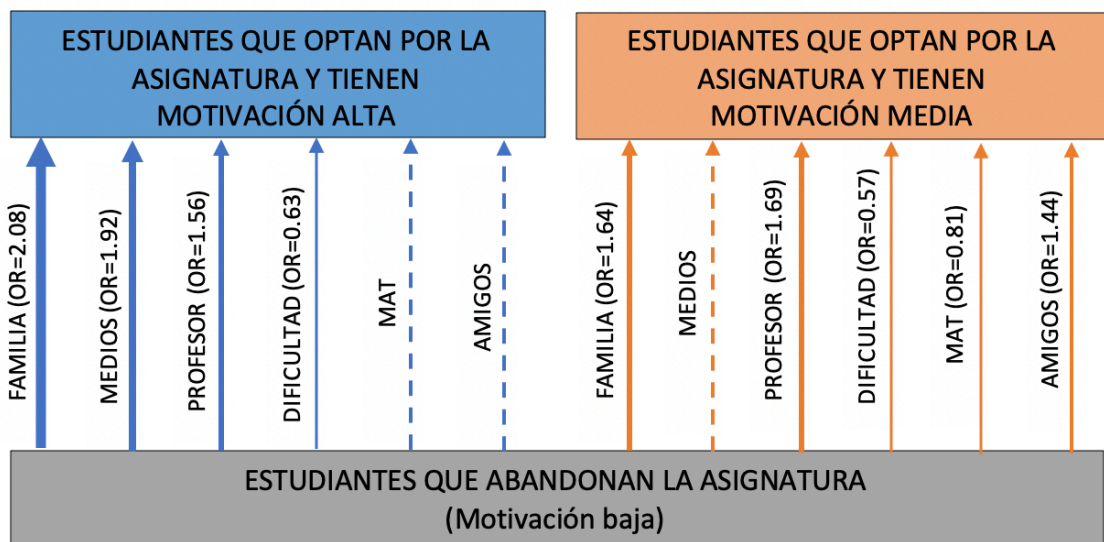 ESTUDIANTES QUE OPTAN POR LA
ASIGNATURA Y TIENEN
MOTIVACIÓN ALTA
ESTUDIANTES QUE OPTAN POR LA
ASIGNATURA Y TIENEN
MOTIVACIÓN MEDIA
FAMILIA (OR=2.08)
MEDIOS (OR=1.92)
PROFESOR (OR=1.56)
DIFICULTAD (OR=0.63)
MAT
AMIGOS
FAMILIA (OR=1.64)
MEDIOS
PROFESOR (OR=1.69)
DIFICULTAD (OR=0.57)
MAT (OR=0.81)
AMIGOS (OR=1.44)
ESTUDIANTES QUE ABANDONAN LA ASIGNATURA
(Motivación baja)